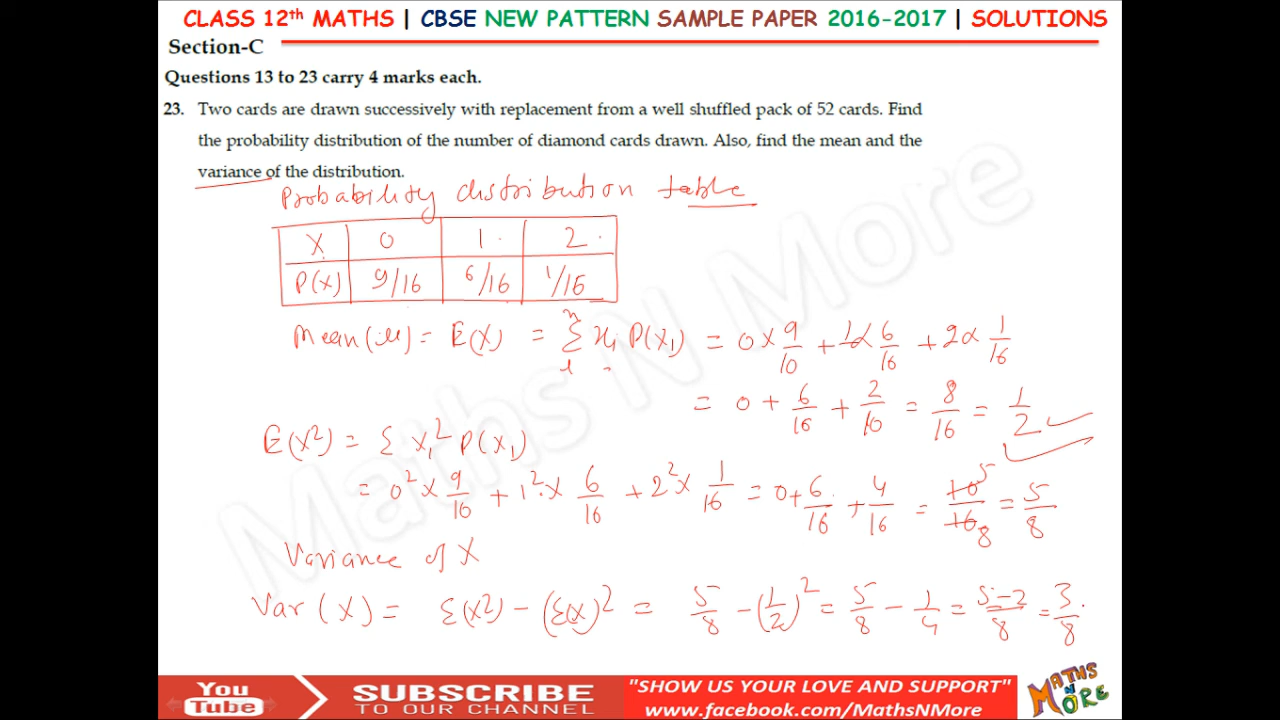 CLASS 12th MATHS | CBSE NEW PATTERN SAMPLE PAPER 2016-2017 | SOLUTIONS
Section-C
Questions 13 to 23 carry 4 marks each.
23. Two cards are drawn successively with replacement from a well shuffled pack of 52 cards. Find
the probability distribution of the number of diamond cards drawn. Also, find the mean and the
variance of the distribution.
Probability distribution table
X 0 1 2
P(X) 9/16 6/16 1/16
Mean (μ) = E(X) = Σ xi P(Xi) = 0 × 9/10 + 1 × 6/16 + 2 × 1/16
= 0 + 6/16 + 2/10 = 8/16 = 1/2
E(X²) = Σ Xi² P(Xi)
= 0² × 9/16 + 1² × 6/16 + 2² × 1/16 = 0 + 6/16 + 4/16 = 10/16 = 5/8
Variance of X
Var (X) = Σ(X²) - (Σ(x))² = 5/8 - (1/2)² = 5/8 - 1/4 = 5-2/8 = 3/8
Maths N More
You Tube
SUBSCRIBE
TO OUR CHANNEL
"SHOW US YOUR LOVE AND SUPPORT"
www.facebook.com/MathsNMore
MATHS N MORE